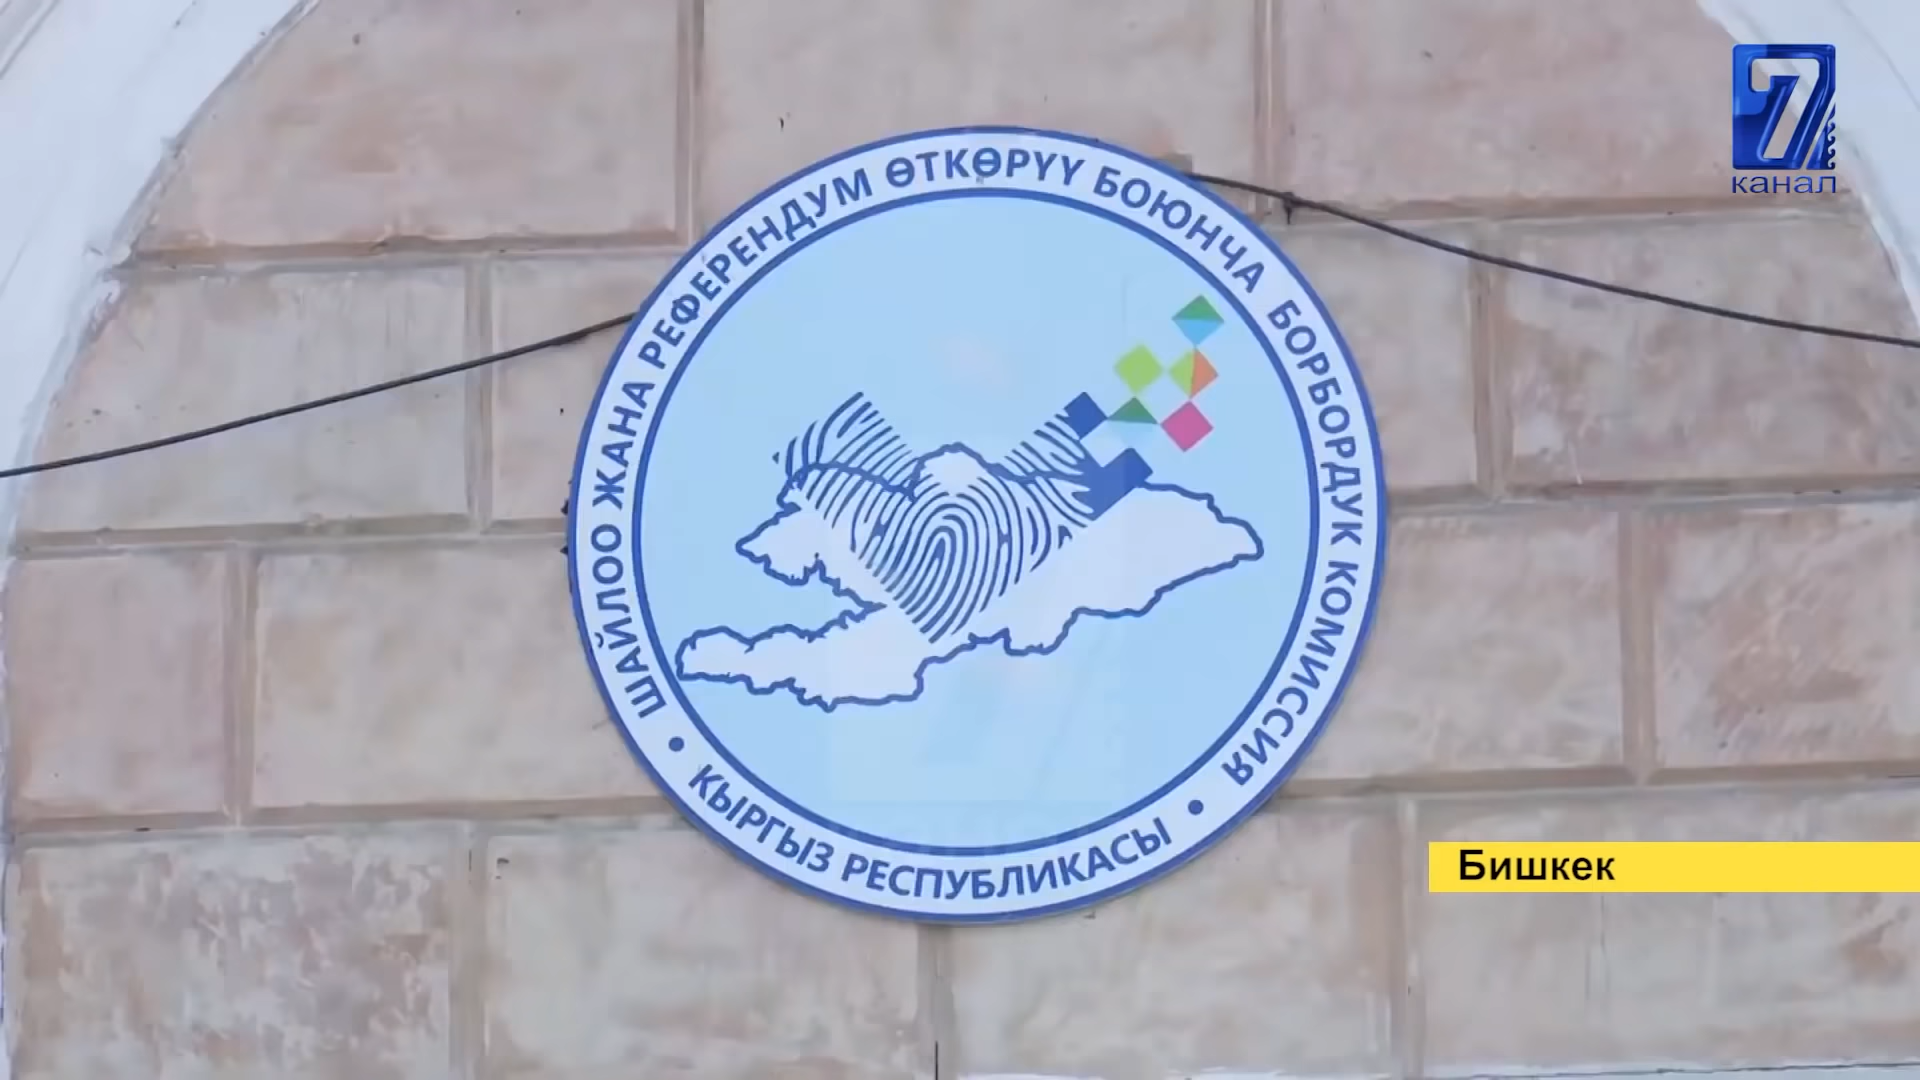 7
канал
ШАЙЛОО ЖАНА РЕФЕРЕНДУМ ӨТКӨРҮҮ БОЮНЧА БОРБОРДУК КОМИССИЯ
• КЫРГЫЗ РЕСПУБЛИКАСЫ •
Бишкек